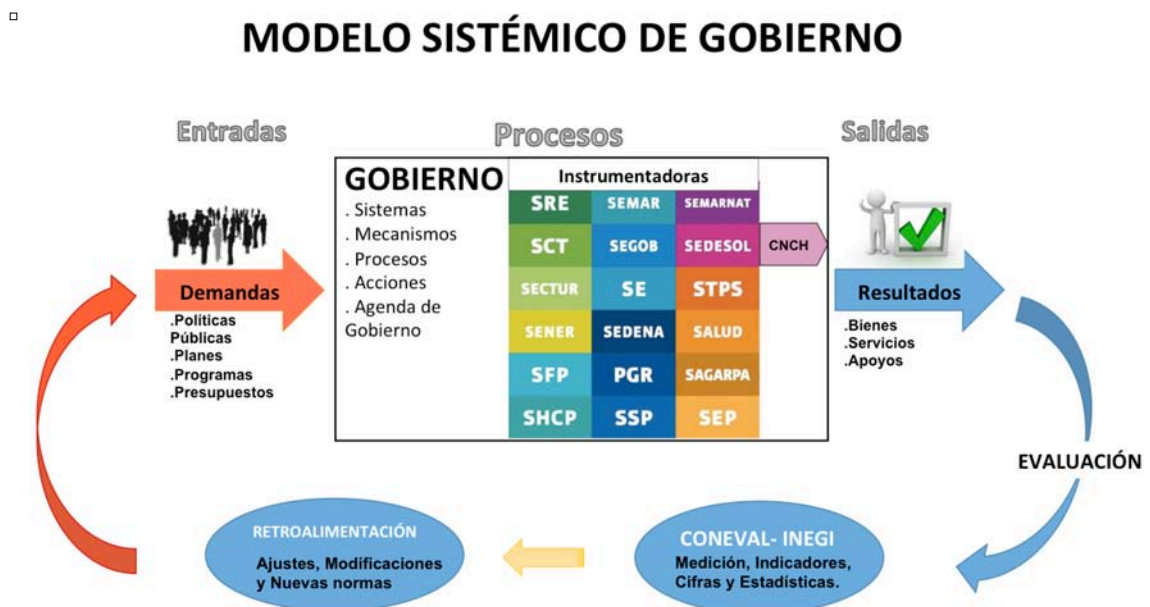 MODELO SISTÉMICO DE GOBIERNO
Entradas
Procesos
Salidas
Demandas
.Políticas
Públicas
.Planes
.Programas
.Presupuestos
GOBIERNO
. Sistemas
. Mecanismos
. Procesos
. Acciones
. Agenda de
Gobierno
Instrumentadoras
SRE SEMAR SEMARNAT
SCT SEGOB SEDESOL
SECTUR SE STPS
SENER SEDENA SALUD
SFP PGR SAGARPA
SHCP SSP SEP
CNCH
Resultados
.Bienes
.Servicios
.Apoyos
EVALUACIÓN
CONEVAL- INEGI
Medición, Indicadores,
Cifras y Estadísticas.
RETROALIMENTACIÓN
Ajustes, Modificaciones
y Nuevas normas